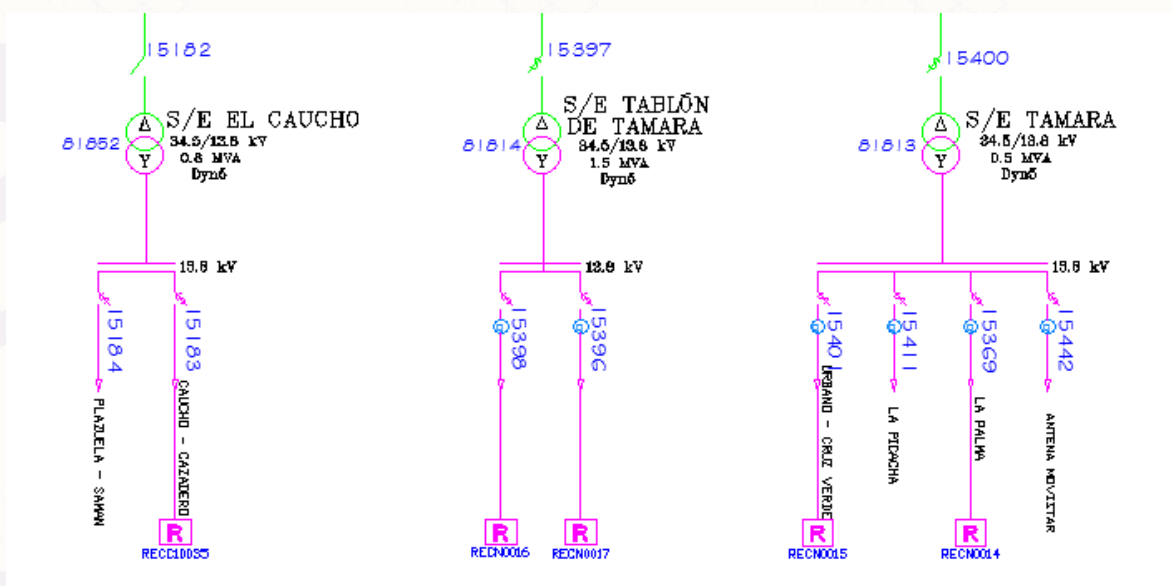 15182
S/E EL CAUCHO
81852
Δ
Y
34.5/13.8 kV
0.8 MVA
Dyn5
13.8 kV
15184
15183
PLAZUELA - SAMAN
CAUCHO - CAZADERO
R
15397
S/E TABLÓN
DE TAMARA
81814
Δ
Y
34.5/13.8 kV
1.5 MVA
Dyn5
13.8 kV
15398
15396
R
R
RECN0016
RECN0017
15400
S/E TAMARA
81813
Δ
Y
34.5/13.8 kV
0.5 MVA
Dyn5
13.8 kV
15401
15411
15369
15442
URBANO - CRUZ VERDE
LA PICACHA
LA PALMA
ANTENA MOVISTAR
R
R
RECN0015
RECN0014